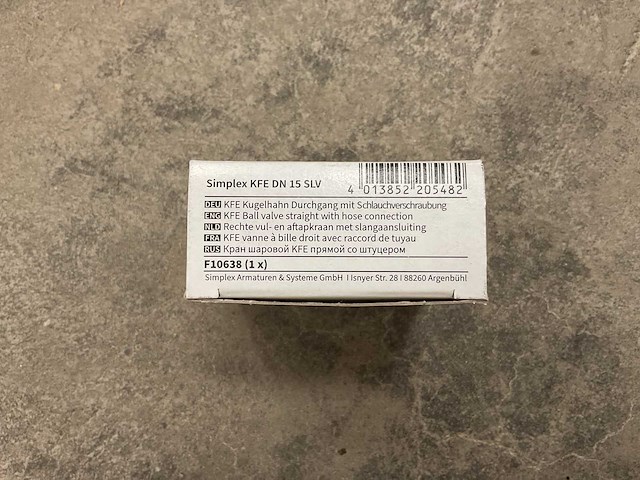 Simplex KFE DN 15 SLV
4 013852 205482
DEU KFE Kugelhahn Durchgang mit Schlauchverschraubung
ENG KFE Ball valve straight with hose connection
NLD Rechte vul- en aftapkraan met slangaansluiting
FRA KFE vanne à bille droit avec raccord de tuyau
RUS Кран шаровой KFE прямой со штуцером
F10638 (1 x)
Simplex Armaturen & Systeme GmbH I Isnyer Str. 28 I 88260 Argenbühl